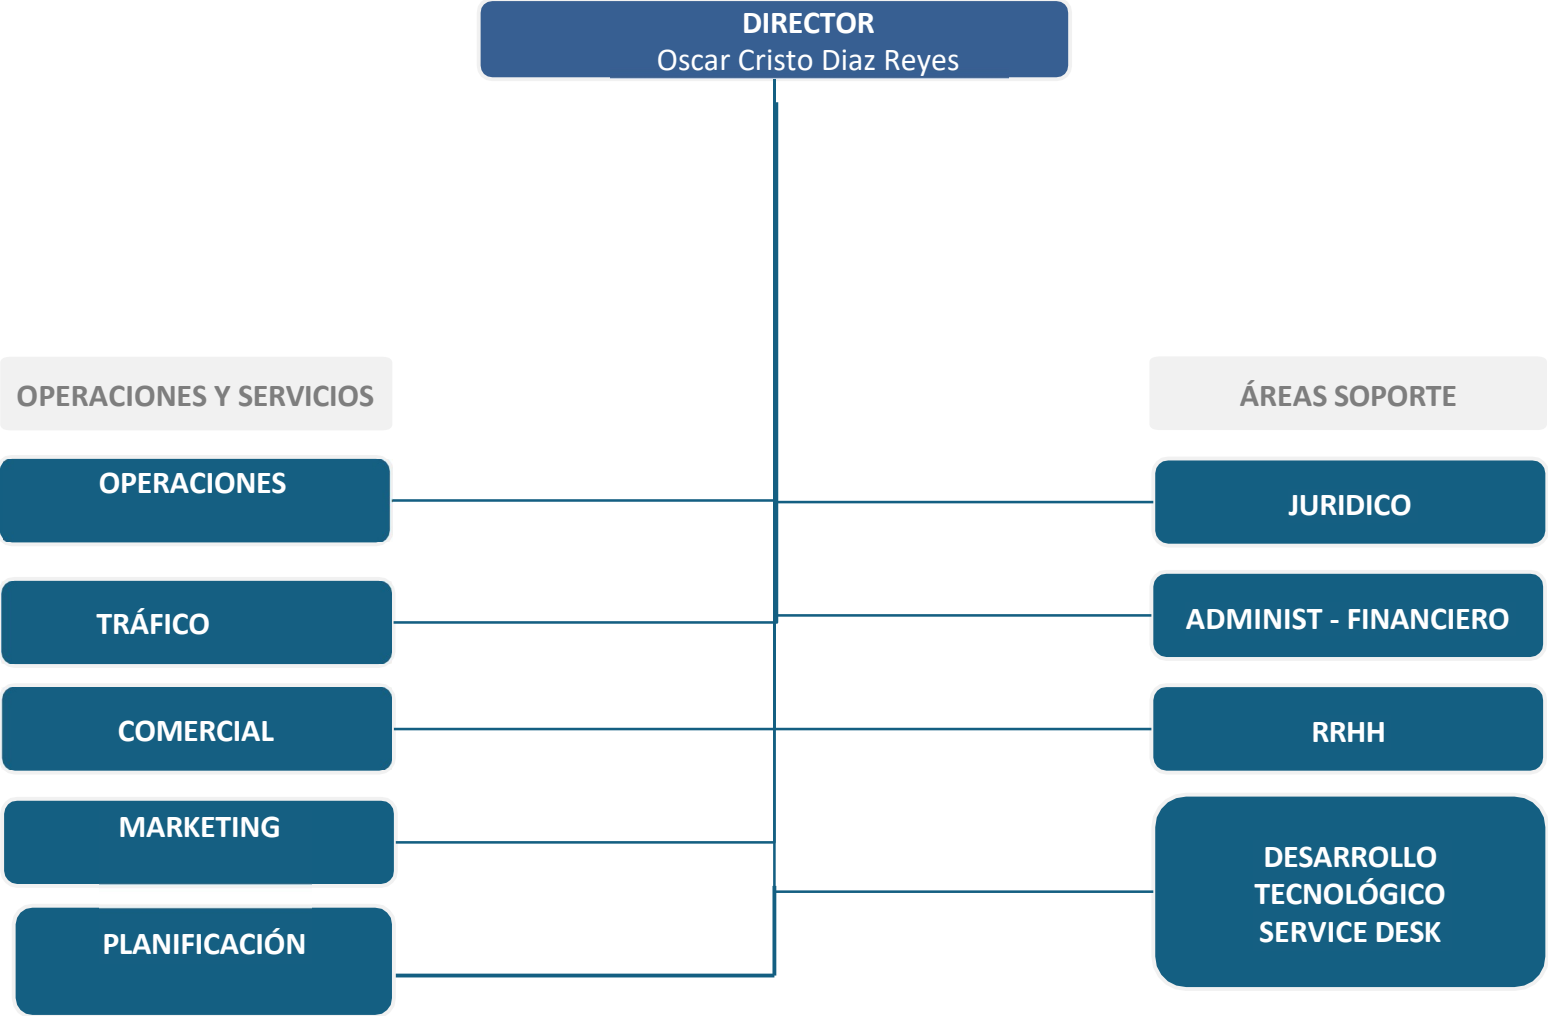 DIRECTOR
Oscar Cristo Diaz Reyes
OPERACIONES Y SERVICIOS
OPERACIONES
TRÁFICO
COMERCIAL
MARKETING
PLANIFICACIÓN
ÁREAS SOPORTE
JURIDICO
ADMINIST - FINANCIERO
RRHH
DESARROLLO
TECNOLÓGICO
SERVICE DESK